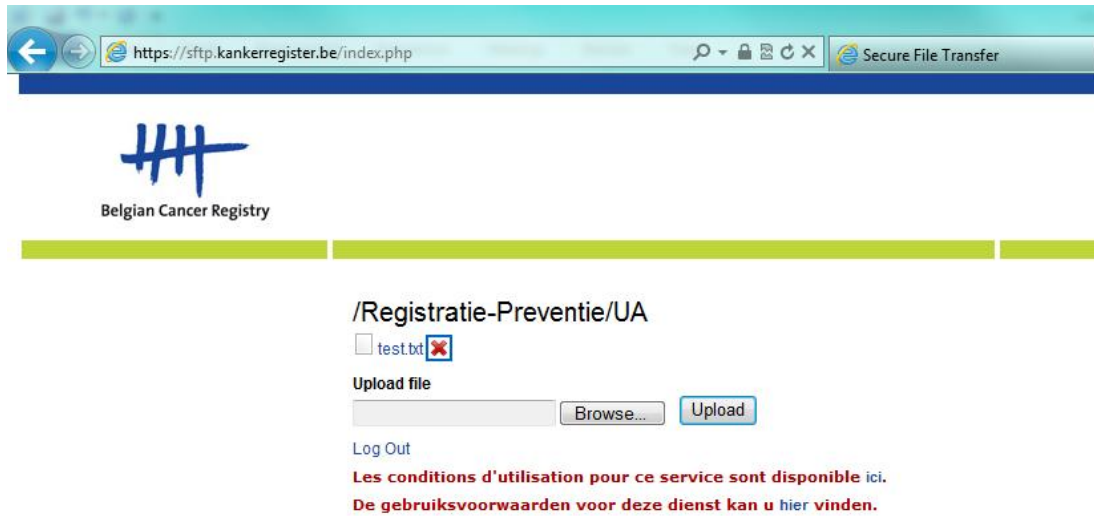 https://sftp.kankerregister.be/index.php
Secure File Transfer
Belgian Cancer Registry
/Registratie-Preventie/UA
test.txt
Upload file
Browse... Upload
Log Out
Les conditions d'utilisation pour ce service sont disponible ici.
De gebruiksvoorwaarden voor deze dienst kan u hier vinden.